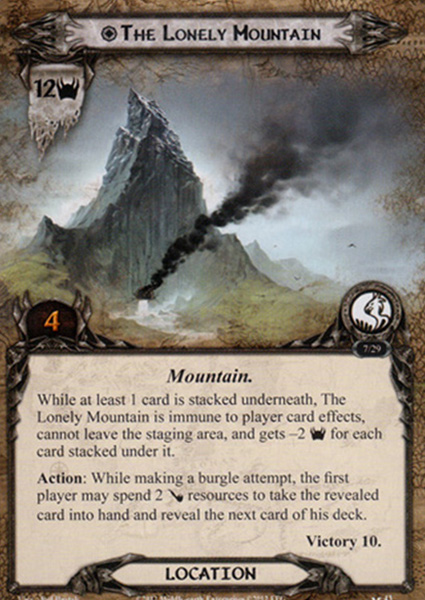 The Lonely Mountain
12
4
7/29
Mountain.
While at least 1 card is stacked underneath, The
Lonely Mountain is immune to player card effects,
cannot leave the staging area, and gets –2 for each
card stacked under it.
Action: While making a burgle attempt, the first
player may spend 2 resources to take the revealed
card into hand and reveal the next card of his deck.
Victory 10.
LOCATION